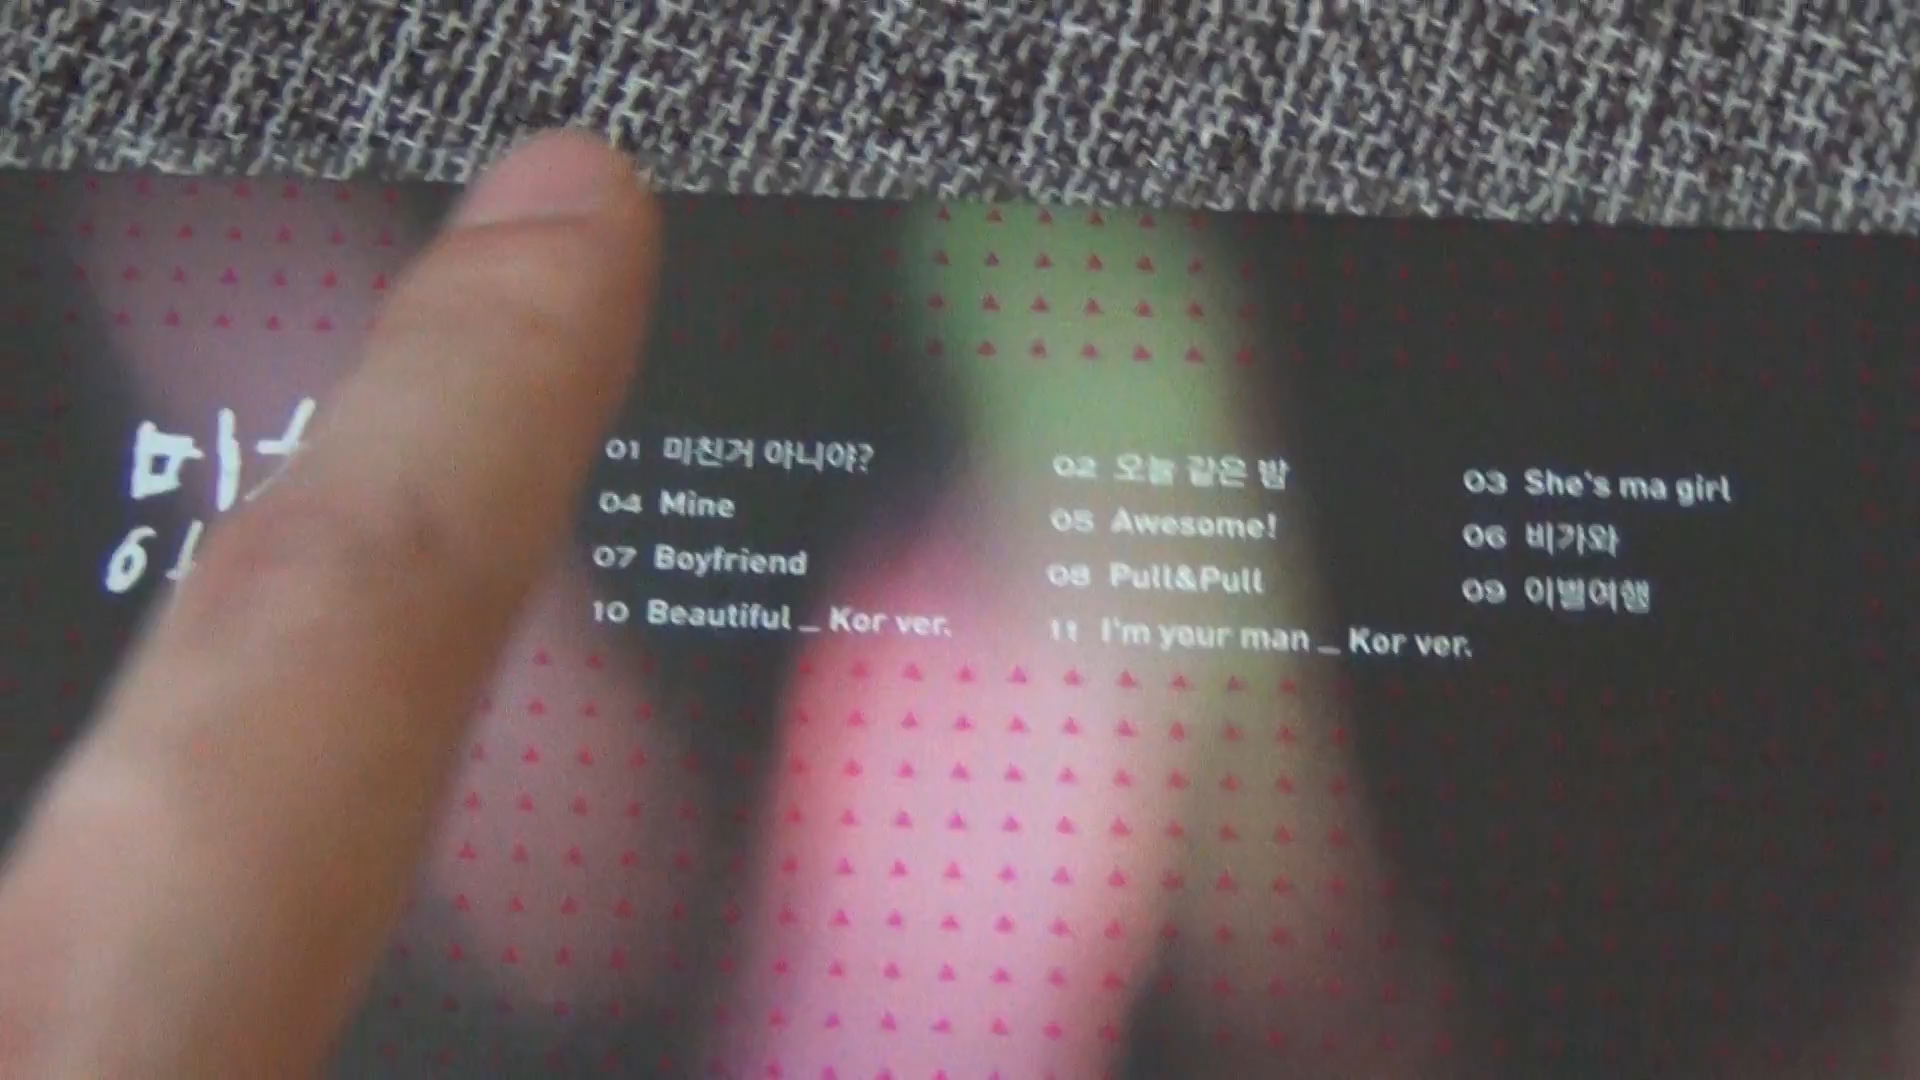 미
01 미친거 아니야? 02 오늘 같은 밤 03 She's ma girl
04 Mine 05 Awesome! 06 비가와
07 Boyfriend 08 Pull&Pull 09 이별여행
10 Beautiful _ Kor ver. 11 I'm your man _ Kor ver.